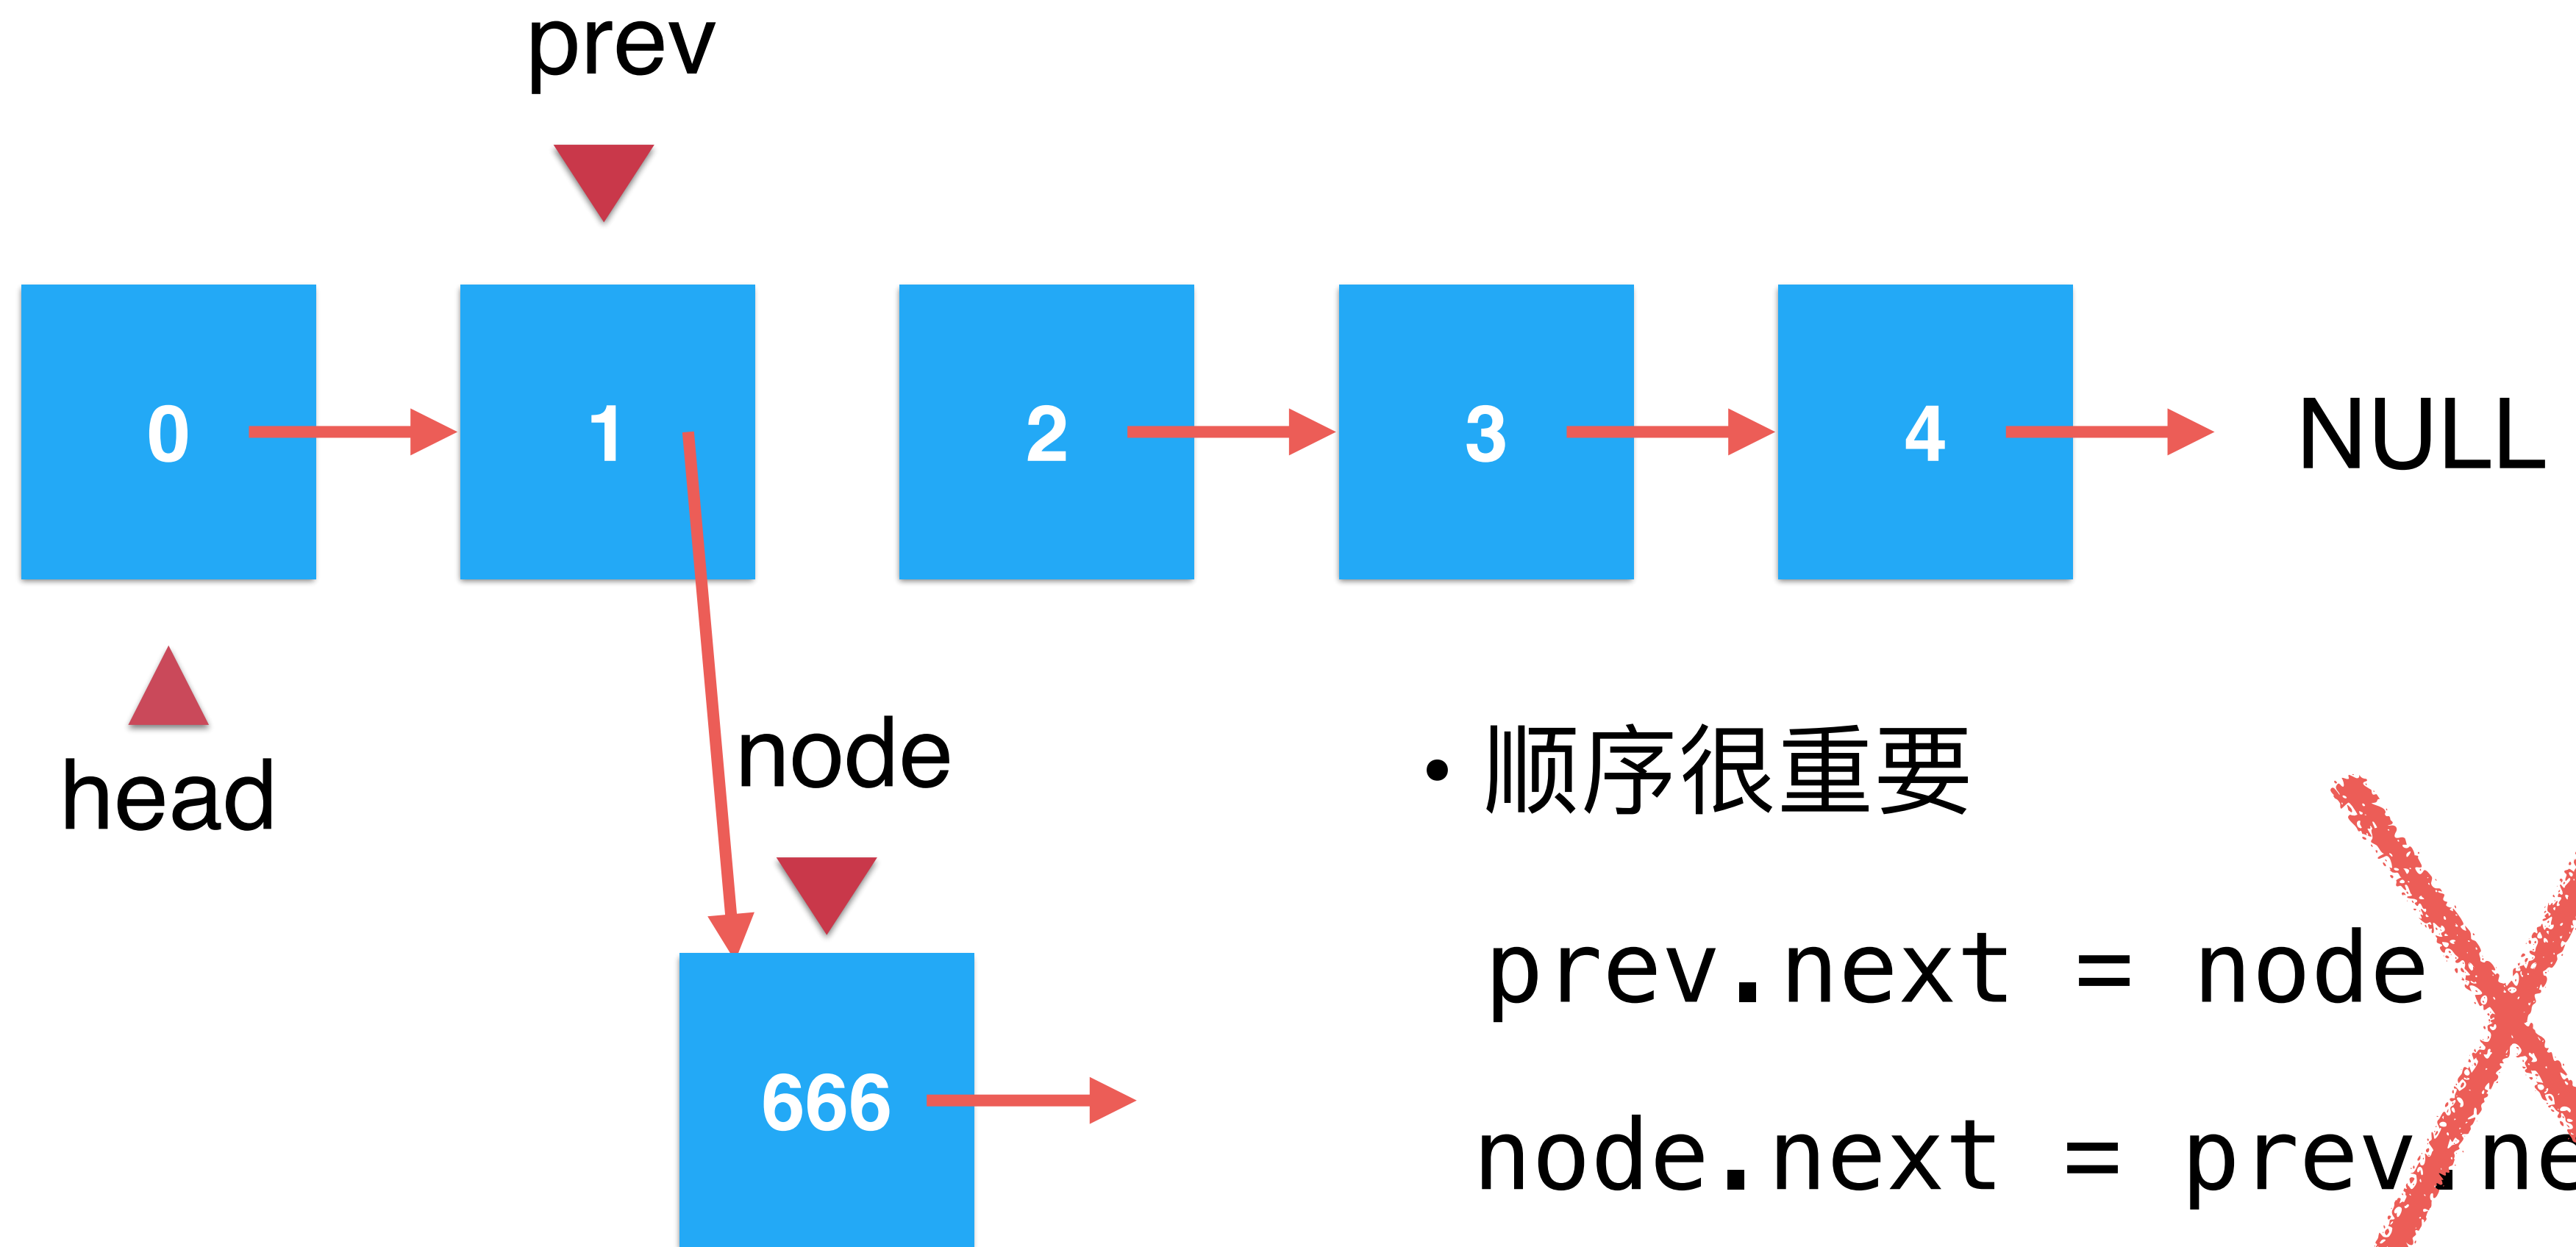 prev
0 1 2 3 4 NULL
head
node
666
• 顺序很重要
prev.next = node
node.next = prev.ne